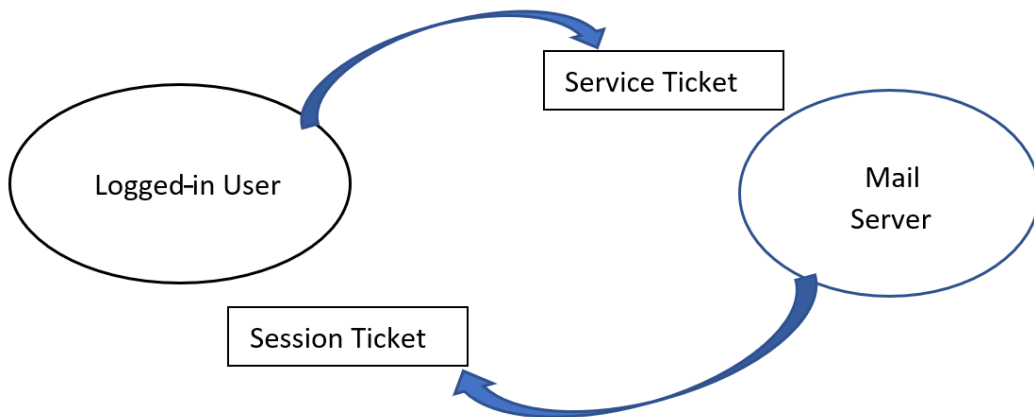 Service Ticket
Logged-in User
Mail
Server
Session Ticket